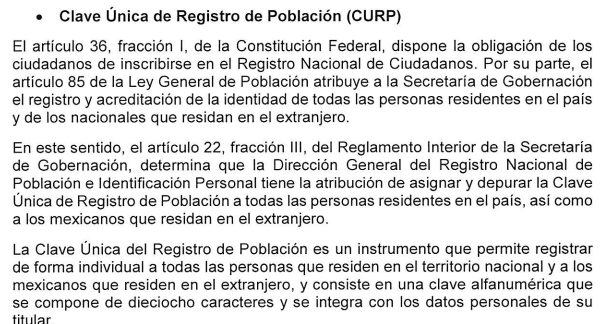 • Clave Única de Registro de Población (CURP)
El artículo 36, fracción I, de la Constitución Federal, dispone la obligación de los
ciudadanos de inscribirse en el Registro Nacional de Ciudadanos. Por su parte, el
artículo 85 de la Ley General de Población atribuye a la Secretaría de Gobernación
el registro y acreditación de la identidad de todas las personas residentes en el país
y de los nacionales que residan en el extranjero.
En este sentido, el artículo 22, fracción III, del Reglamento Interior de la Secretaría
de Gobernación, determina que la Dirección General del Registro Nacional de
Población e Identificación Personal tiene la atribución de asignar y depurar la Clave
Única de Registro de Población a todas las personas residentes en el país, así como
a los mexicanos que residan en el extranjero.
La Clave Única del Registro de Población es un instrumento que permite registrar
de forma individual a todas las personas que residen en el territorio nacional y a los
mexicanos que residen en el extranjero, y consiste en una clave alfanumérica que
se compone de dieciocho caracteres y se integra con los datos personales de su
titular.